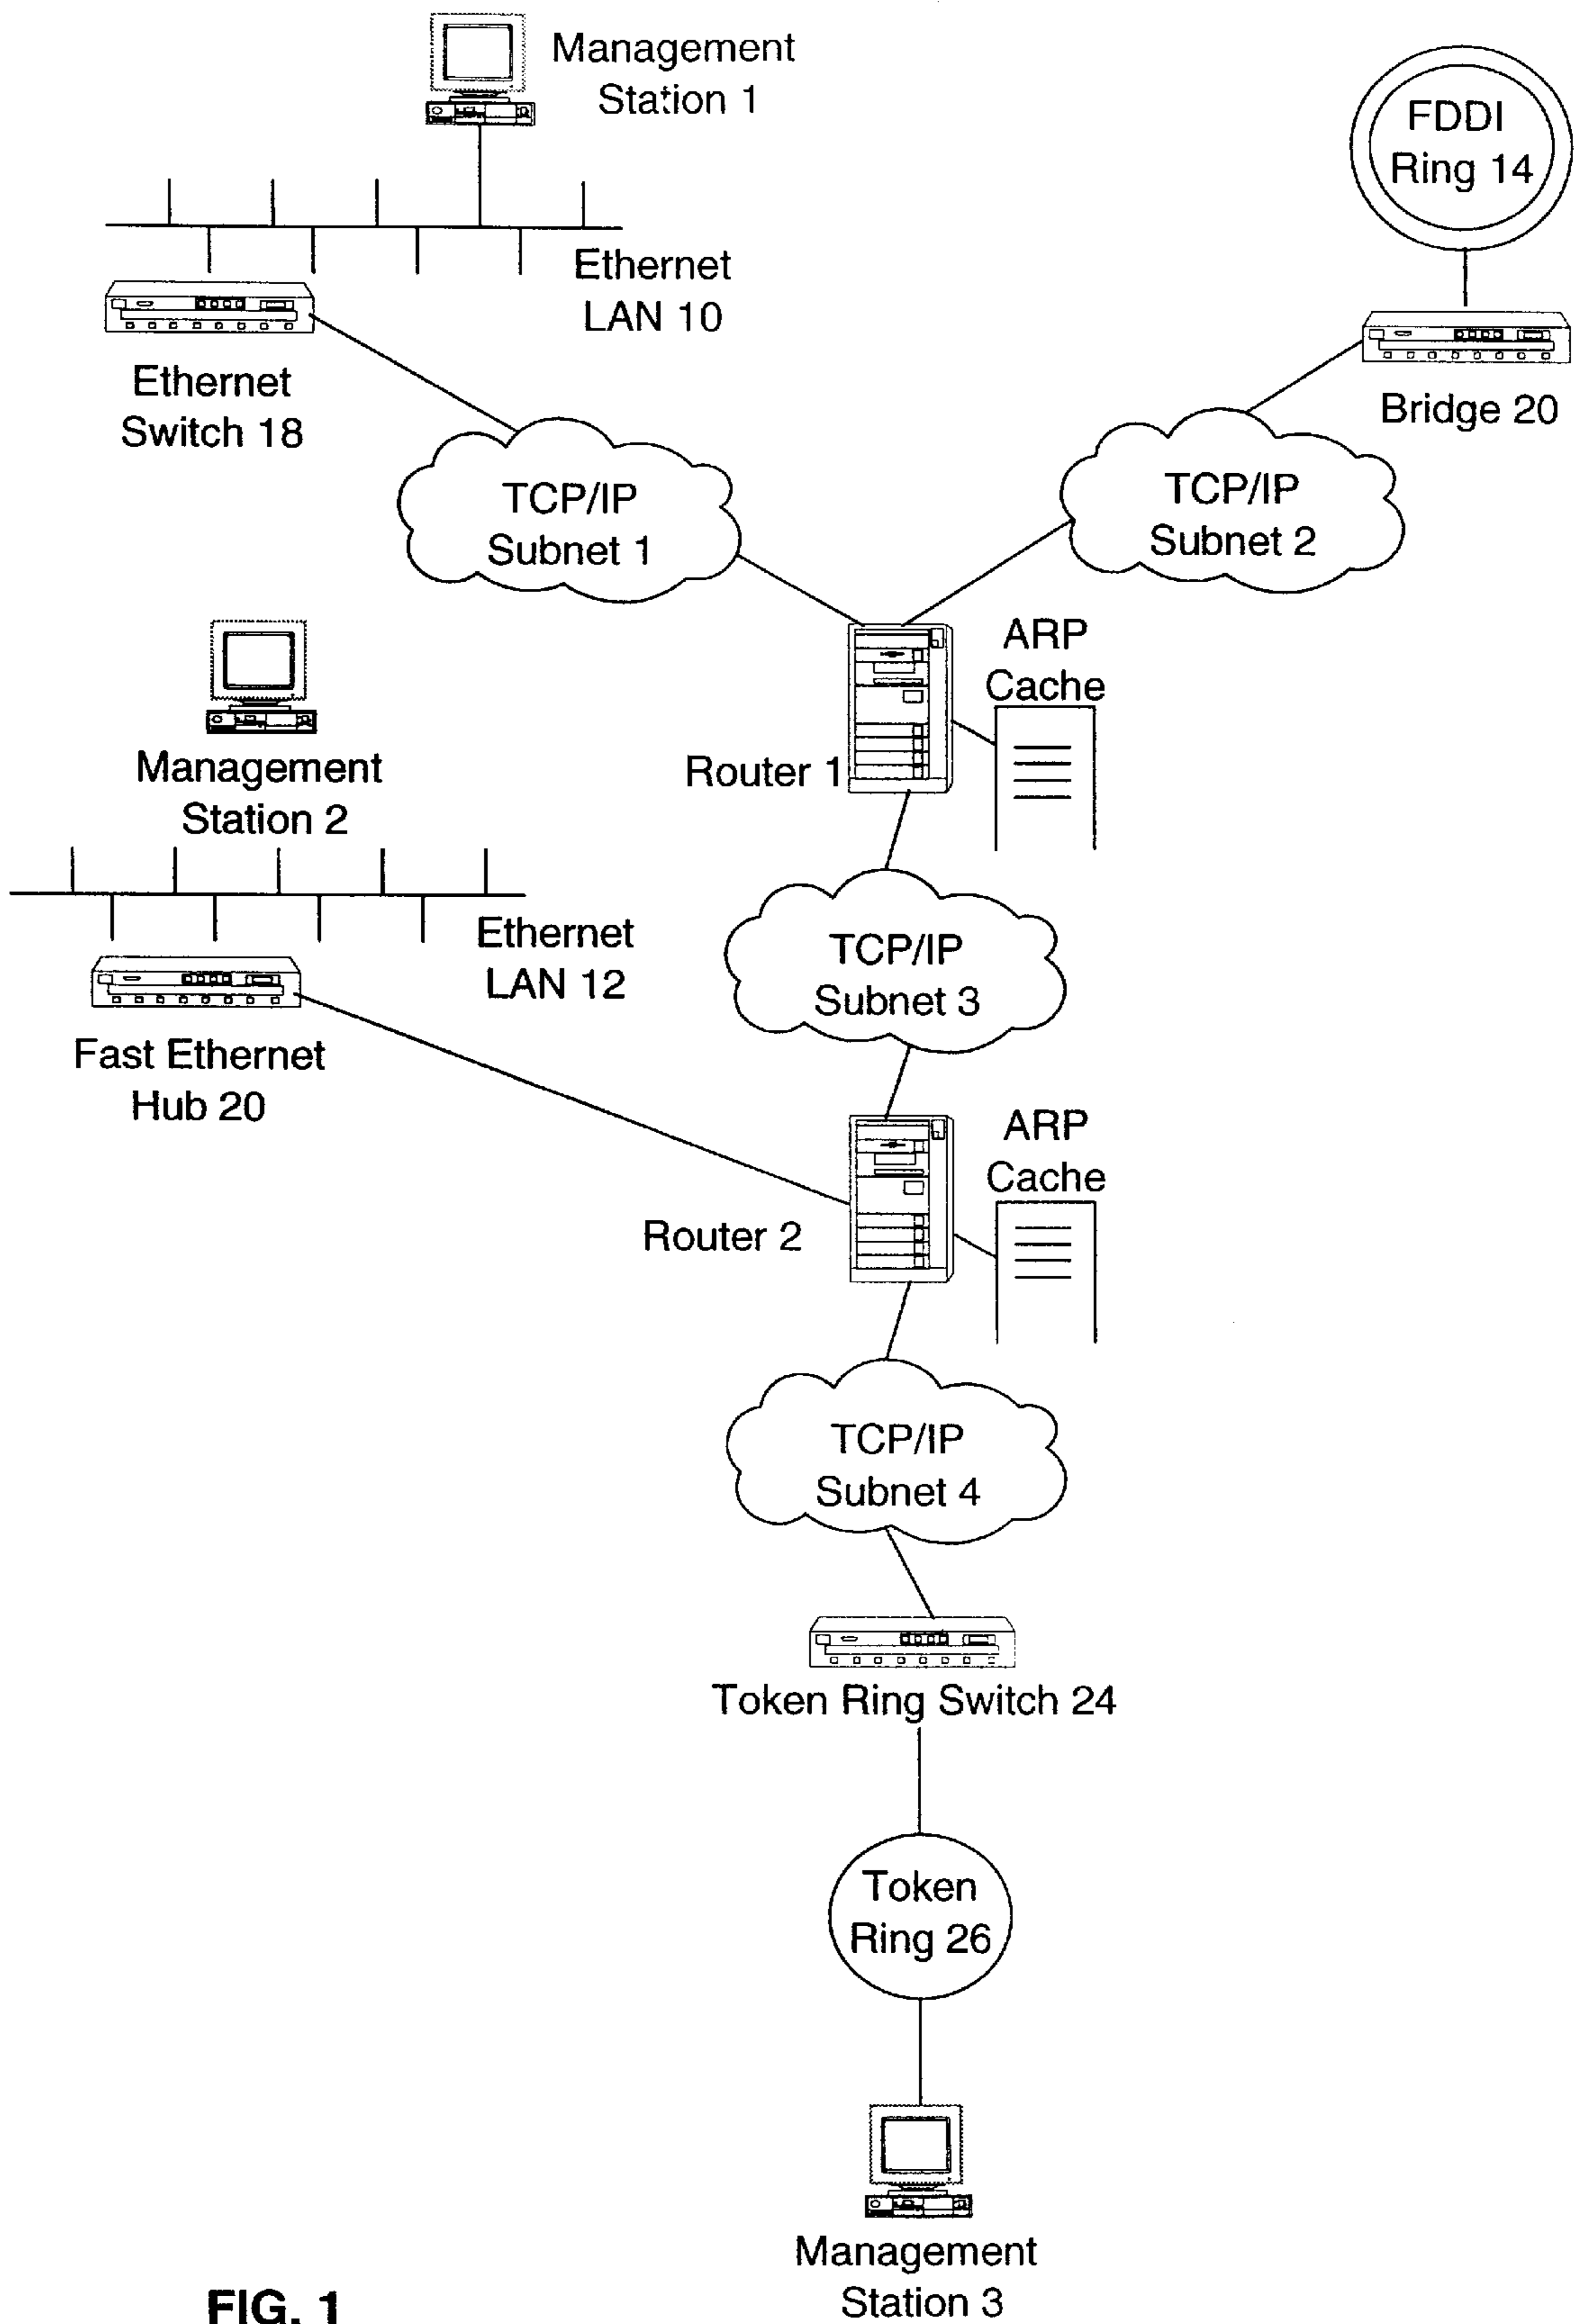 Management
Station 1
FDDI
Ring 14
Ethernet
LAN 10
Ethernet
Switch 18
Bridge 20
TCP/IP
Subnet 1
TCP/IP
Subnet 2
ARP
Cache
Router 1
Management
Station 2
Ethernet
LAN 12
TCP/IP
Subnet 3
Fast Ethernet
Hub 20
ARP
Cache
Router 2
TCP/IP
Subnet 4
Token Ring Switch 24
Token
Ring 26
Management
Station 3
FIG. 1